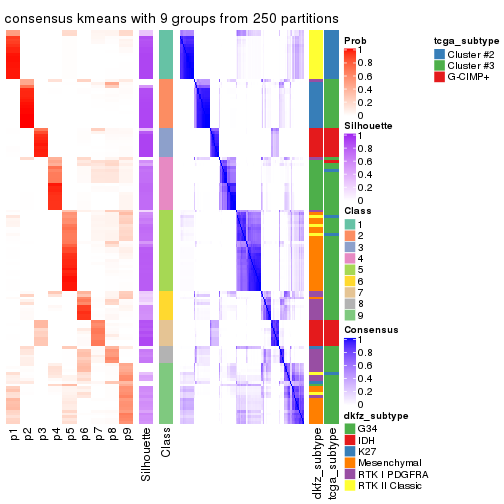 consensus kmeans with 9 groups from 250 partitions
p1
p2
p3
p4
p5
p6
p7
p8
p9
Silhouette
Class
dkfz_subtype
tcga_subtype
Prob
1
0.8
0.6
0.4
0.2
0
Silhouette
1
0.8
0.6
0.4
0.2
0
Class
1
2
3
4
5
6
7
8
9
Consensus
1
0.8
0.6
0.4
0.2
0
dkfz_subtype
G34
IDH
K27
Mesenchymal
RTK I PDGFRA
RTK II Classic
tcga_subtype
Cluster #2
Cluster #3
G-CIMP+